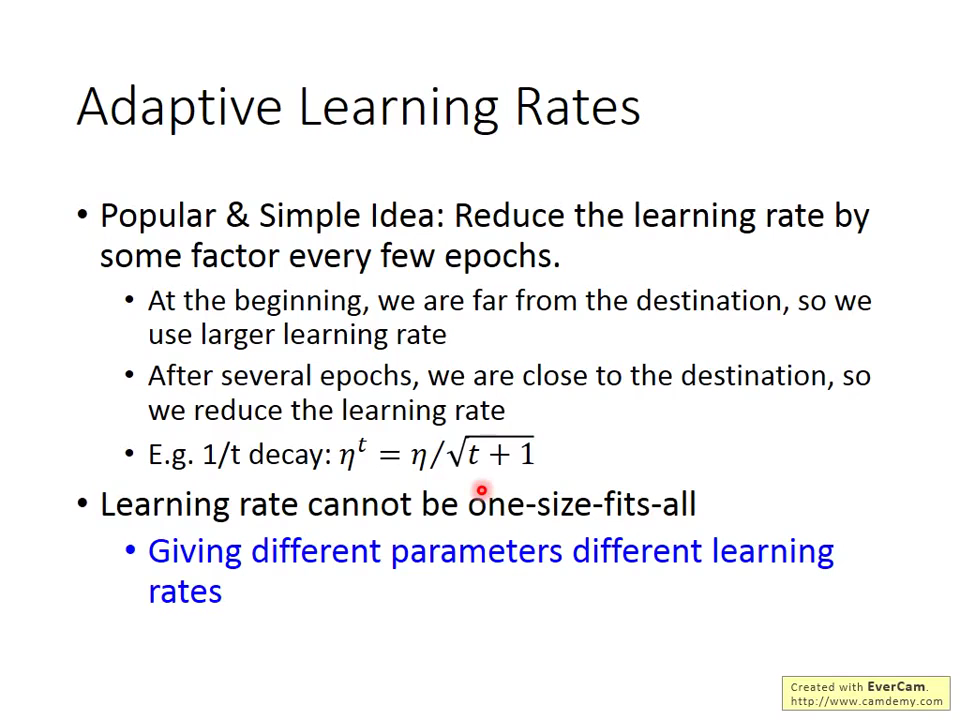 Adaptive Learning Rates
• Popular & Simple Idea: Reduce the learning rate by
some factor every few epochs.
• At the beginning, we are far from the destination, so we
use larger learning rate
• After several epochs, we are close to the destination, so
we reduce the learning rate
• E.g. 1/t decay: ηᵗ = η/√(t + 1)
• Learning rate cannot be one-size-fits-all
• Giving different parameters different learning
rates
Created with EverCam.
http://www.camdemy.com